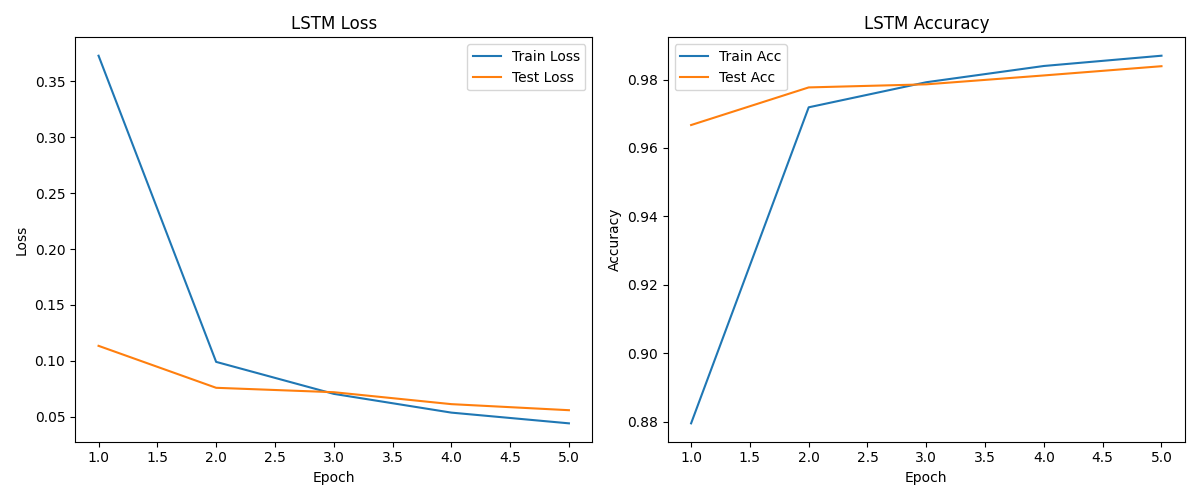 LSTM Loss
Train Loss
Test Loss
Loss
0.35
0.30
0.25
0.20
0.15
0.10
0.05
1.0 1.5 2.0 2.5 3.0 3.5 4.0 4.5 5.0
Epoch
LSTM Accuracy
Train Acc
Test Acc
Accuracy
0.98
0.96
0.94
0.92
0.90
0.88
1.0 1.5 2.0 2.5 3.0 3.5 4.0 4.5 5.0
Epoch